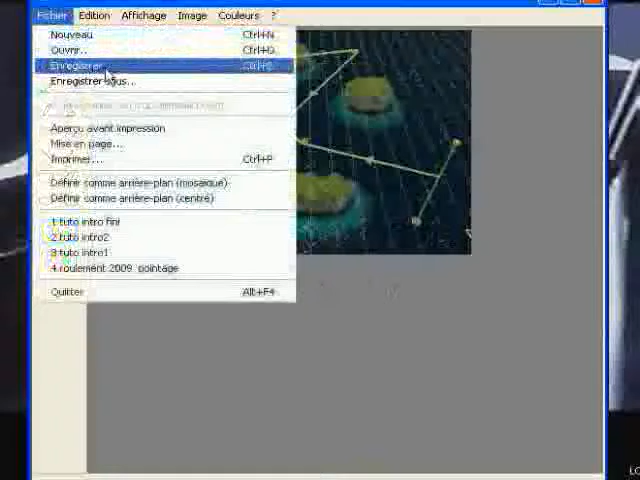 Fichier Edition Affichage Image Couleurs ?
Nouveau Ctrl+N
Ouvrir... Ctrl+O
Enregistrer Ctrl+S
Enregistrer sous...
Aperçu avant impression
Mise en page...
Imprimer... Ctrl+P
Définir comme arrière-plan (mosaïque)
Définir comme arrière-plan (centré)
1 tuto intro fini
2 tuto intro2
3 tuto intro1
4 roulement 2009 pointage
Quitter Alt+F4